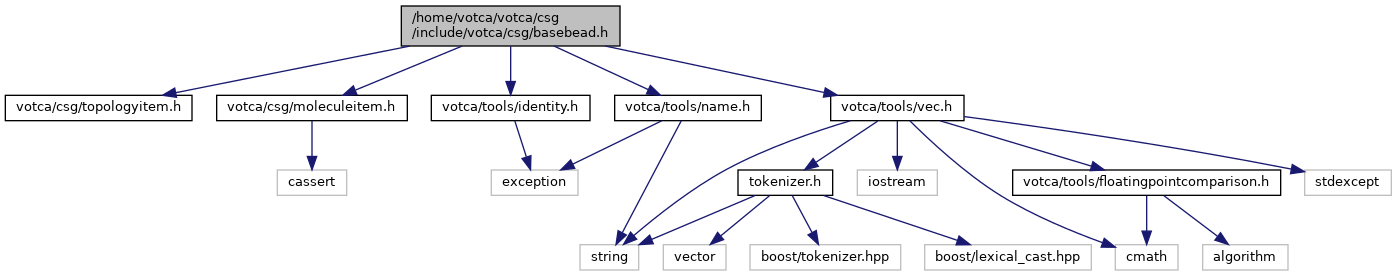 /home/votca/votca/csg
/include/votca/csg/basebead.h
votca/csg/topologyitem.h
votca/csg/moleculeitem.h
votca/tools/identity.h
votca/tools/name.h
votca/tools/vec.h
cassert
exception
tokenizer.h
iostream
votca/tools/floatingpointcomparison.h
stdexcept
string
vector
boost/tokenizer.hpp
boost/lexical_cast.hpp
cmath
algorithm